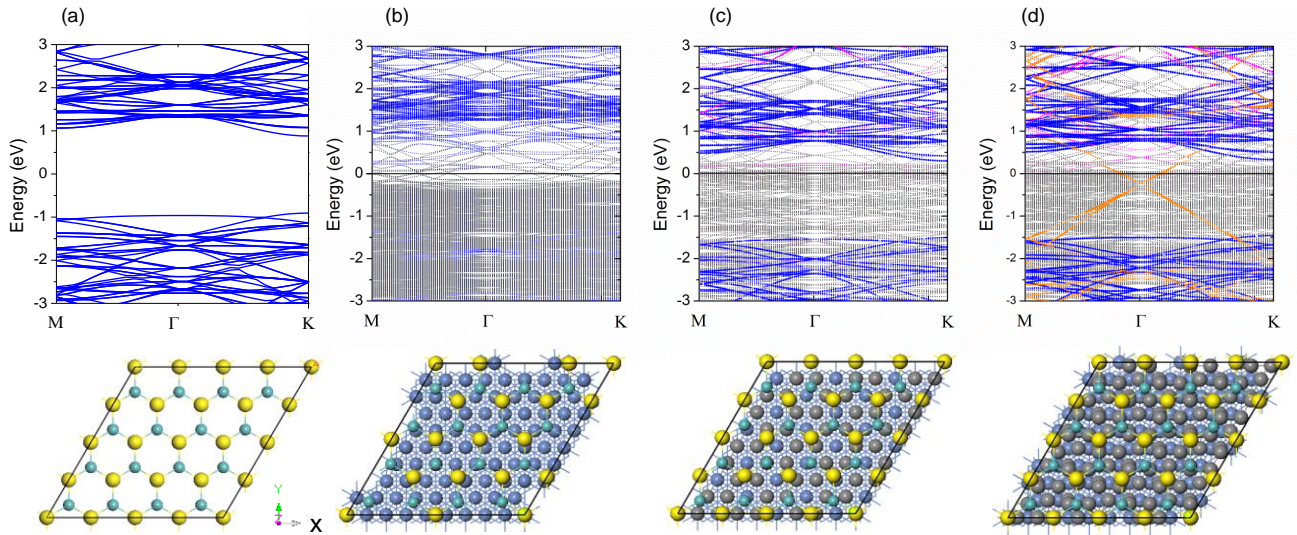 (a) (b) (c) (d)
3 3 3 3
2 2 2 2
1 1 1 1
0 0 0 0
-1 -1 -1 -1
-2 -2 -2 -2
-3 -3 -3 -3
Energy (eV) Energy (eV) Energy (eV) Energy (eV)
M Γ K M Γ K M Γ K M Γ K
Y
Z
X